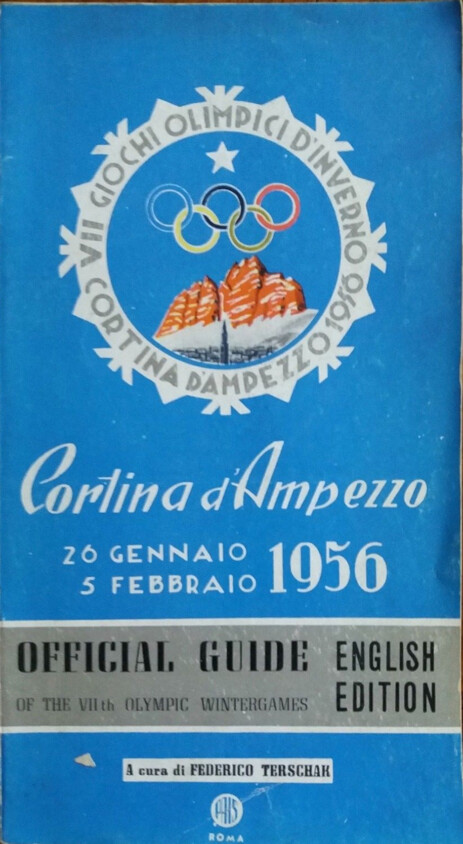 VII GIOCHI OLIMPICI D'INVERNO
CORTINA D'AMPEZZO 1956
Cortina d'Ampezzo
26 GENNAIO
5 FEBBRAIO
1956
OFFICIAL GUIDE
OF THE VIIth OLYMPIC WINTERGAMES
ENGLISH
EDITION
A cura di FEDERICO TERSCHAK
ROMA